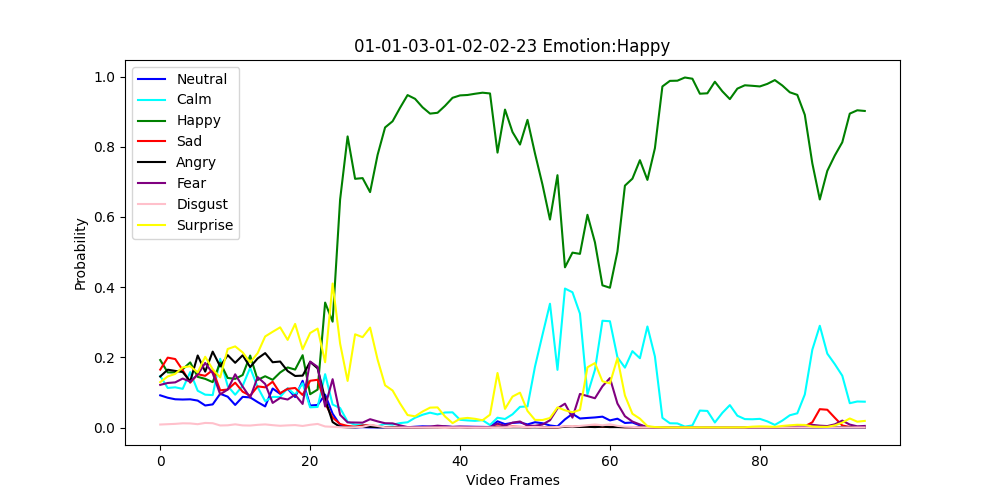 01-01-03-01-02-02-23 Emotion:Happy
1.0
0.8
0.6
0.4
0.2
0.0
Probability
Neutral
Calm
Happy
Sad
Angry
Fear
Disgust
Surprise
0 20 40 60 80
Video Frames